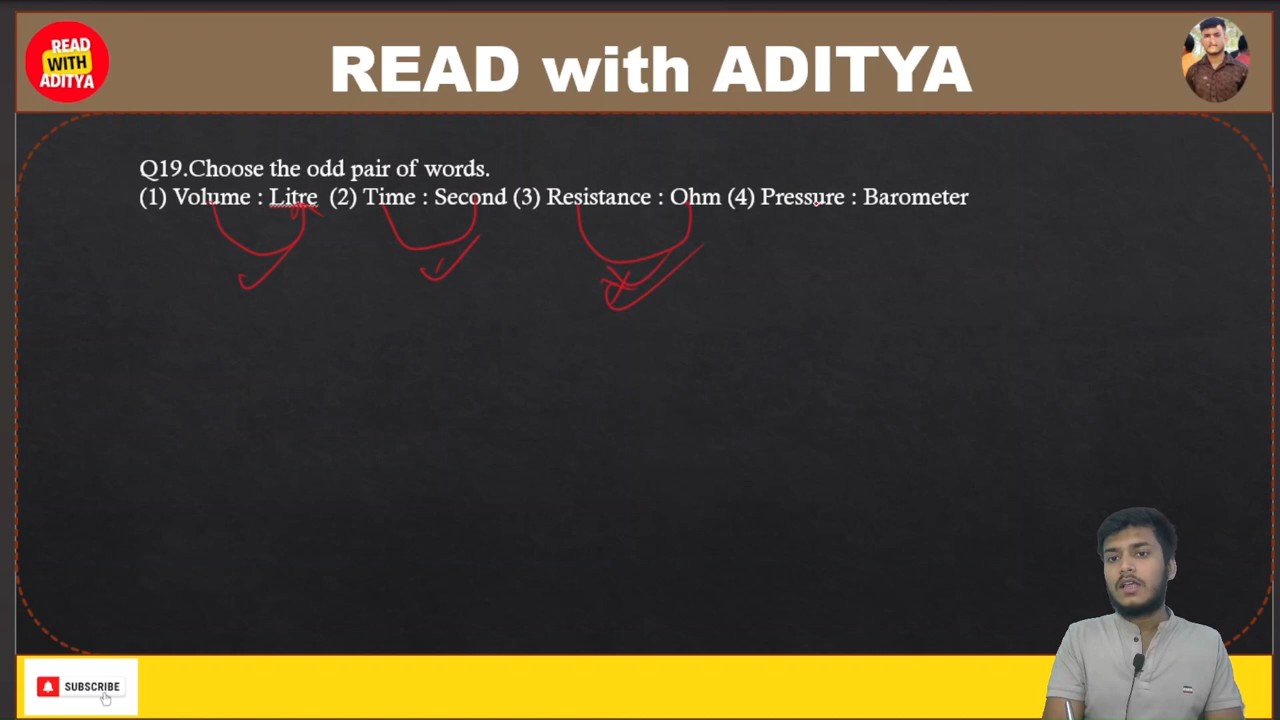 READ
WITH
ADITYA
READ with ADITYA
Q19.Choose the odd pair of words.
(1) Volume : Litre (2) Time : Second (3) Resistance : Ohm (4) Pressure : Barometer
SUBSCRIBE